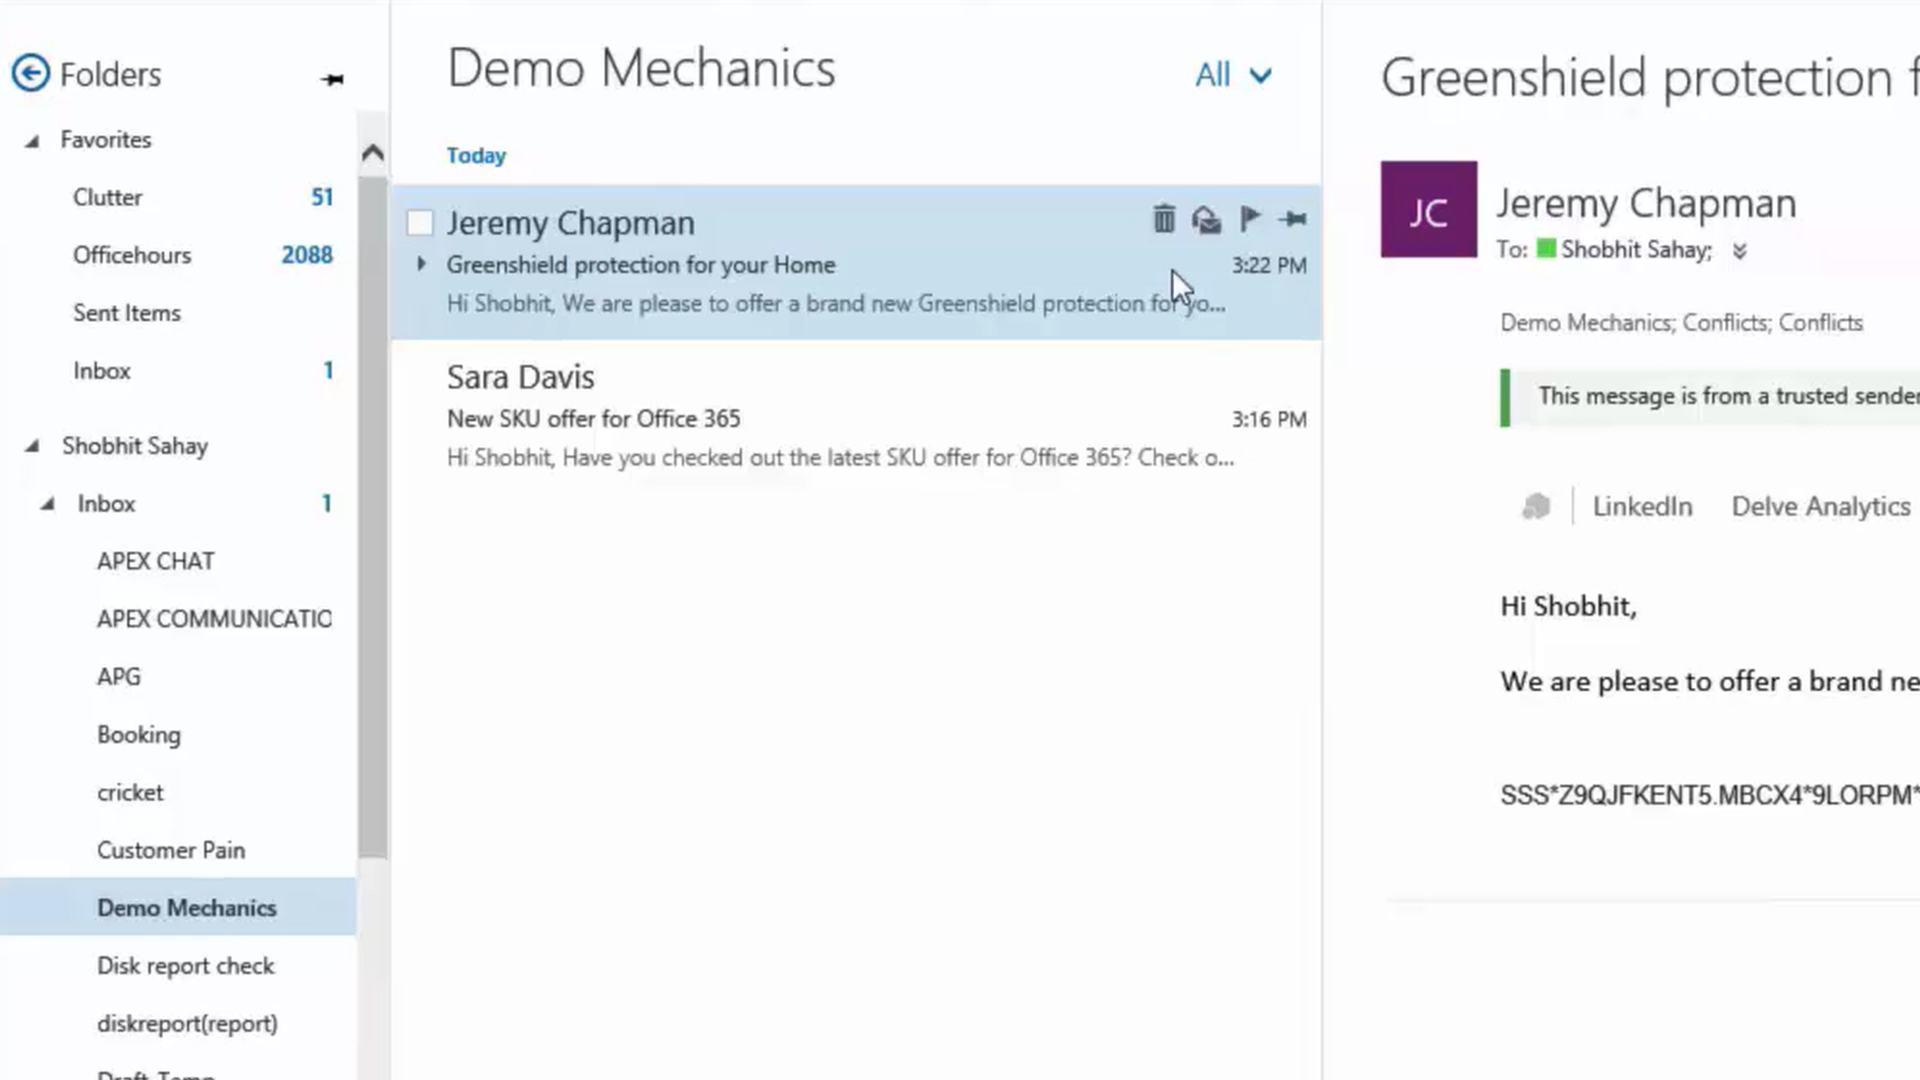 Folders
Favorites
Clutter 51
Officehours 2088
Sent Items
Inbox 1
Shobhit Sahay
Inbox 1
APEX CHAT
APEX COMMUNICATIO
APG
Booking
cricket
Customer Pain
Demo Mechanics
Disk report check
diskreport(report)
Draft-Temp
Demo Mechanics
All
Today
Jeremy Chapman
Greenshield protection for your Home 3:22 PM
Hi Shobhit, We are please to offer a brand new Greenshield protection for yo...
Sara Davis
New SKU offer for Office 365 3:16 PM
Hi Shobhit, Have you checked out the latest SKU offer for Office 365? Check o...
Greenshield protection f
JC
Jeremy Chapman
To: Shobhit Sahay;
Demo Mechanics; Conflicts; Conflicts
This message is from a trusted sender
LinkedIn Delve Analytics
Hi Shobhit,
We are please to offer a brand ne
SSS*Z9QJFKENT5.MBCX4*9LORPM*